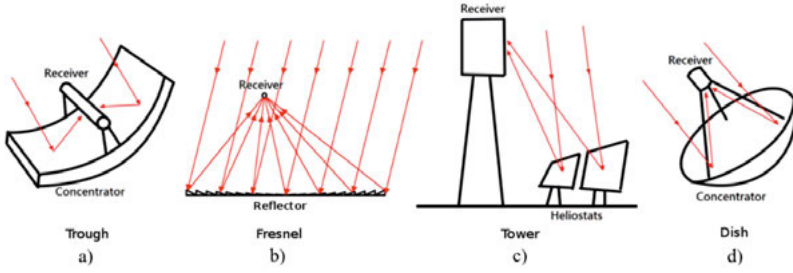 Receiver
Concentrator
Trough
a)
Receiver
Reflector
Fresnel
b)
Receiver
Heliostats
Tower
c)
Receiver
Concentrator
Dish
d)